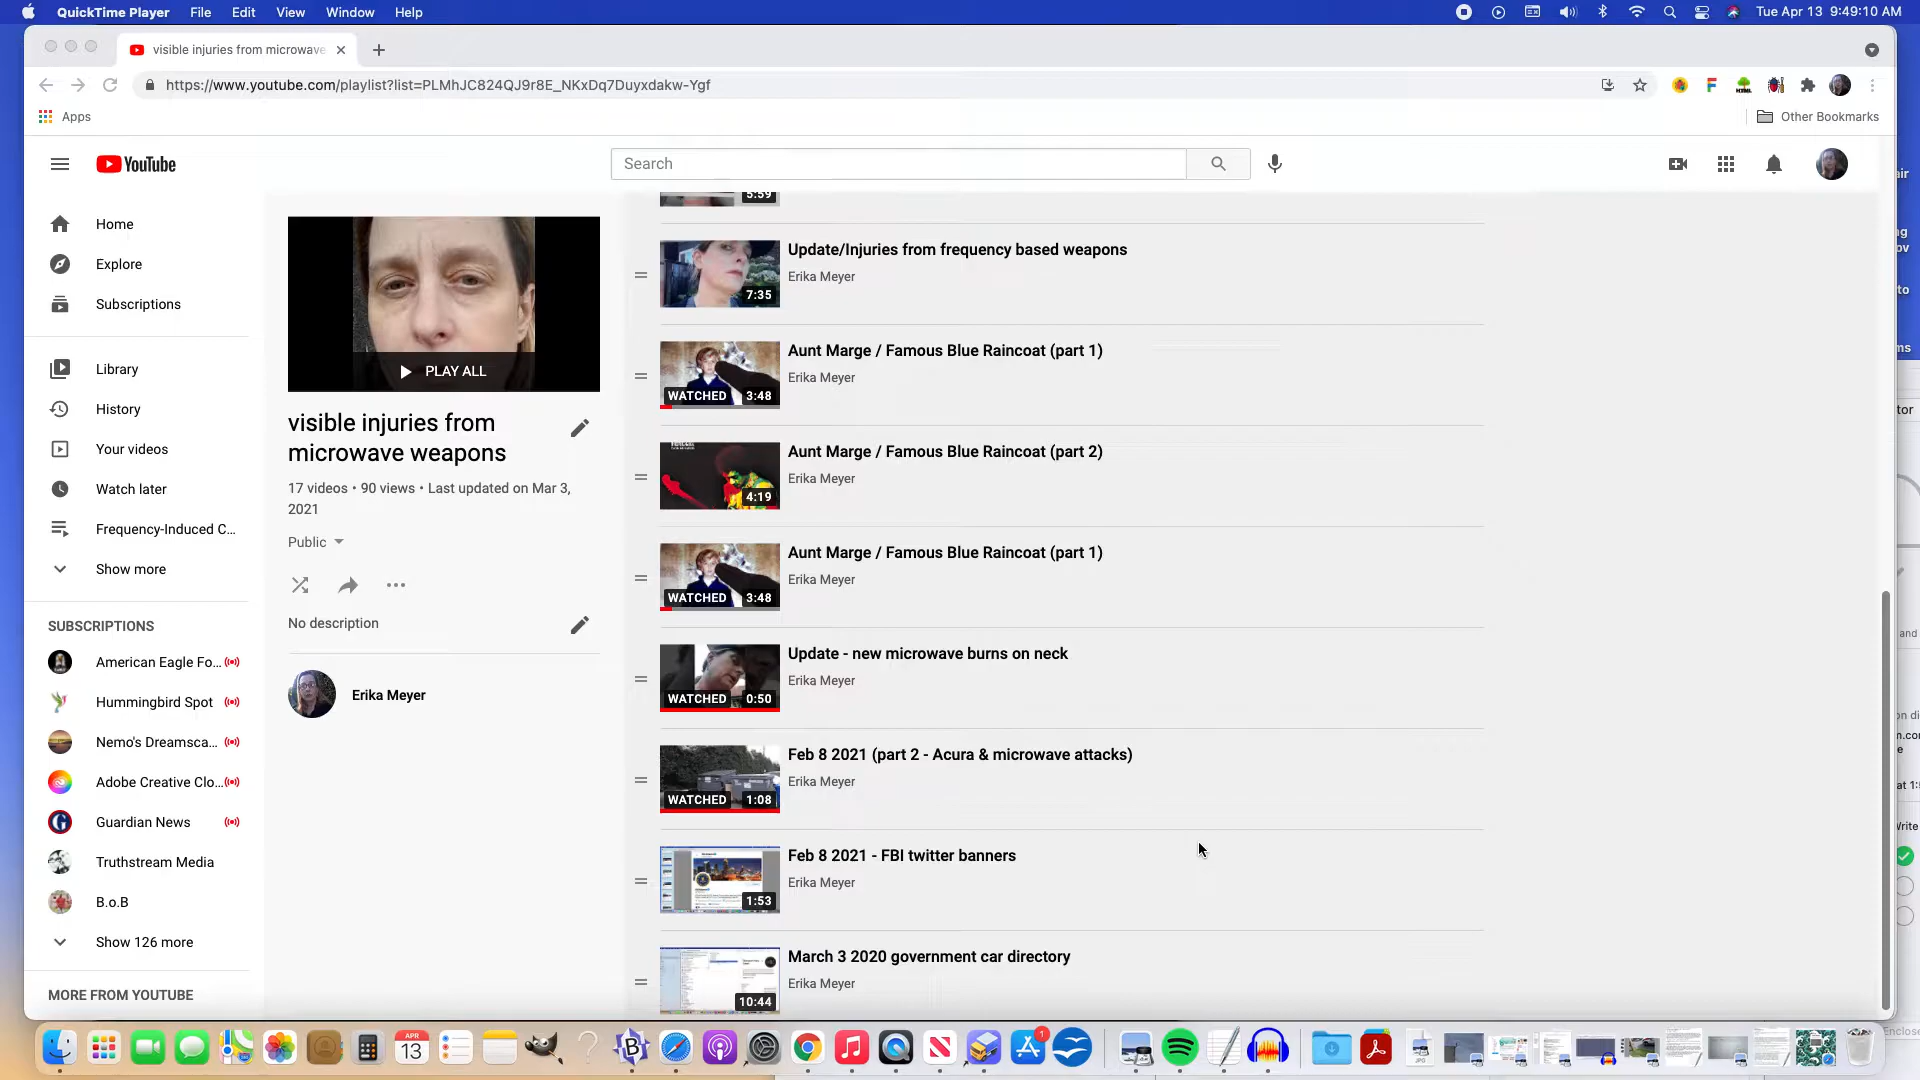 QuickTime Player File Edit View Window Help
Tue Apr 13 9:49:10 AM
visible injuries from microwave
https://www.youtube.com/playlist?list=PLMhJC824QJ9r8E_NKxDq7Duyxdakw-Ygf
Apps
Other Bookmarks
YouTube
Search
Home
Explore
Subscriptions
Library
History
Your videos
Watch later
Frequency-Induced C...
Show more
SUBSCRIPTIONS
American Eagle Fo...
Hummingbird Spot
Nemo's Dreamsca...
Adobe Creative Clo...
Guardian News
Truthstream Media
B.o.B
Show 126 more
MORE FROM YOUTUBE
PLAY ALL
visible injuries from
microwave weapons
17 videos • 90 views • Last updated on Mar 3,
2021
Public
No description
Erika Meyer
5:59
Update/Injuries from frequency based weapons
Erika Meyer
7:35
Aunt Marge / Famous Blue Raincoat (part 1)
Erika Meyer
WATCHED 3:48
Aunt Marge / Famous Blue Raincoat (part 2)
Erika Meyer
4:19
Aunt Marge / Famous Blue Raincoat (part 1)
Erika Meyer
WATCHED 3:48
Update - new microwave burns on neck
Erika Meyer
WATCHED 0:50
Feb 8 2021 (part 2 - Acura & microwave attacks)
Erika Meyer
WATCHED 1:08
Feb 8 2021 - FBI twitter banners
Erika Meyer
1:53
March 3 2020 government car directory
Erika Meyer
10:44
APR
13
1